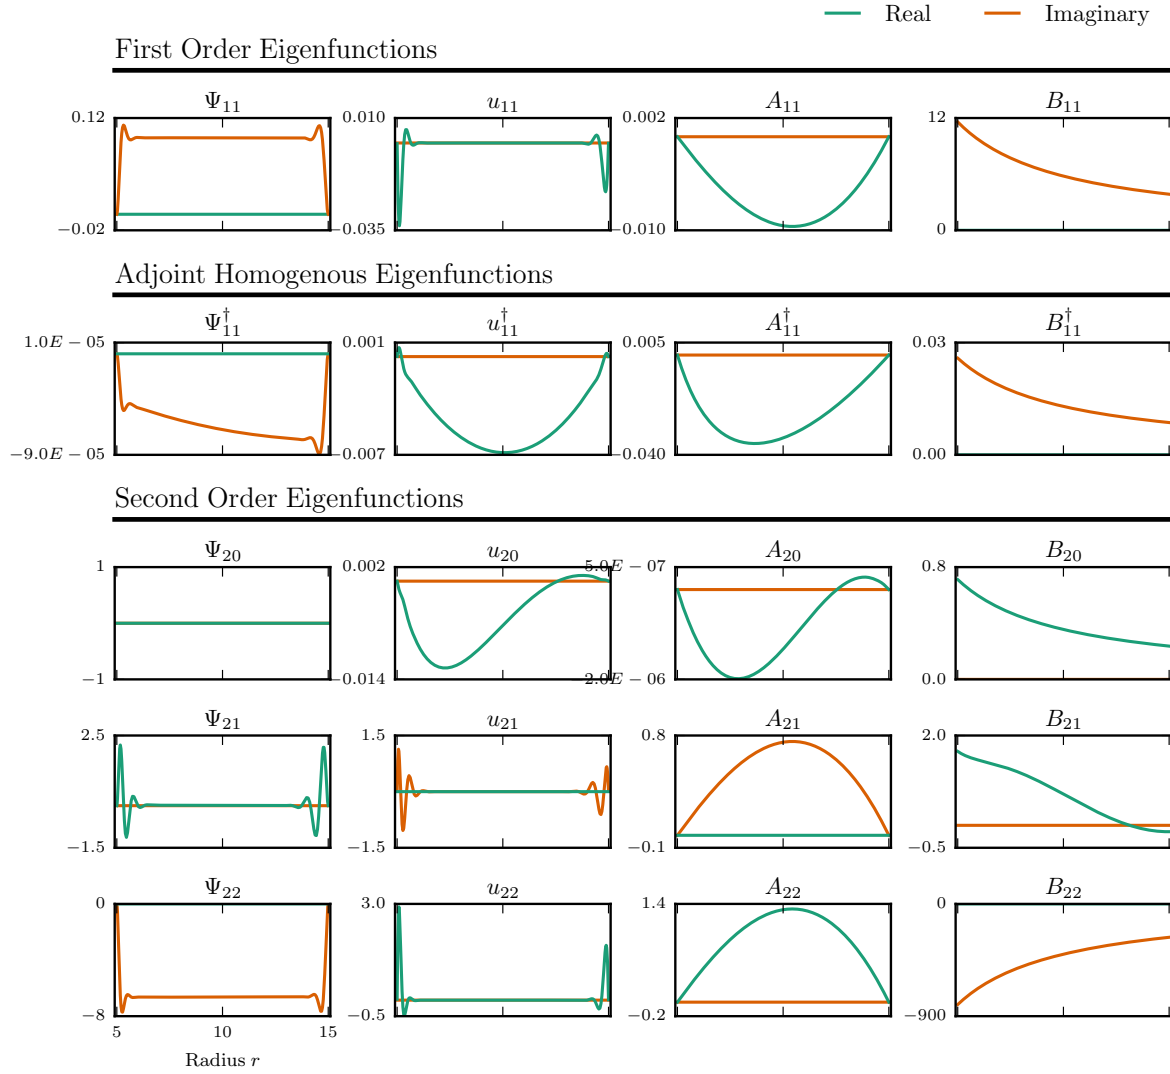 Real Imaginary
First Order Eigenfunctions
Ψ₁₁ u₁₁ A₁₁ B₁₁
0.12 0.010 0.002 12
−0.02 −0.035 −0.010 0
Adjoint Homogenous Eigenfunctions
Ψ†₁₁ u†₁₁ A†₁₁ B†₁₁
1.0E − 05 0.001 0.005 0.03
−9.0E − 05 −0.007 −0.040 0.00
Second Order Eigenfunctions
Ψ₂₀ u₂₀ A₂₀ B₂₀
1 0.002 5.0E − 07 0.8
−1 −0.014 −2.0E − 06 0.0
Ψ₂₁ u₂₁ A₂₁ B₂₁
2.5 1.5 0.8 2.0
−1.5 −1.5 −0.1 −0.5
Ψ₂₂ u₂₂ A₂₂ B₂₂
0 3.0 1.4 0
−8 −0.5 −0.2 −900
5 10 15
Radius r